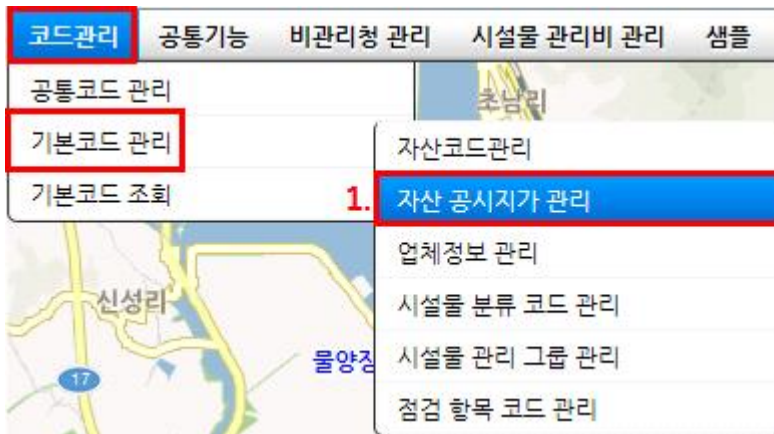 코드관리 공통기능 비관리청 관리 시설물 관리비 관리 샘플
공통코드 관리
초남리
기본코드 관리
자산코드관리
기본코드 조회
1. 자산 공시지가 관리
업체정보 관리
신성리
시설물 분류 코드 관리
물양장
시설물 관리 그룹 관리
17
점검 항목 코드 관리